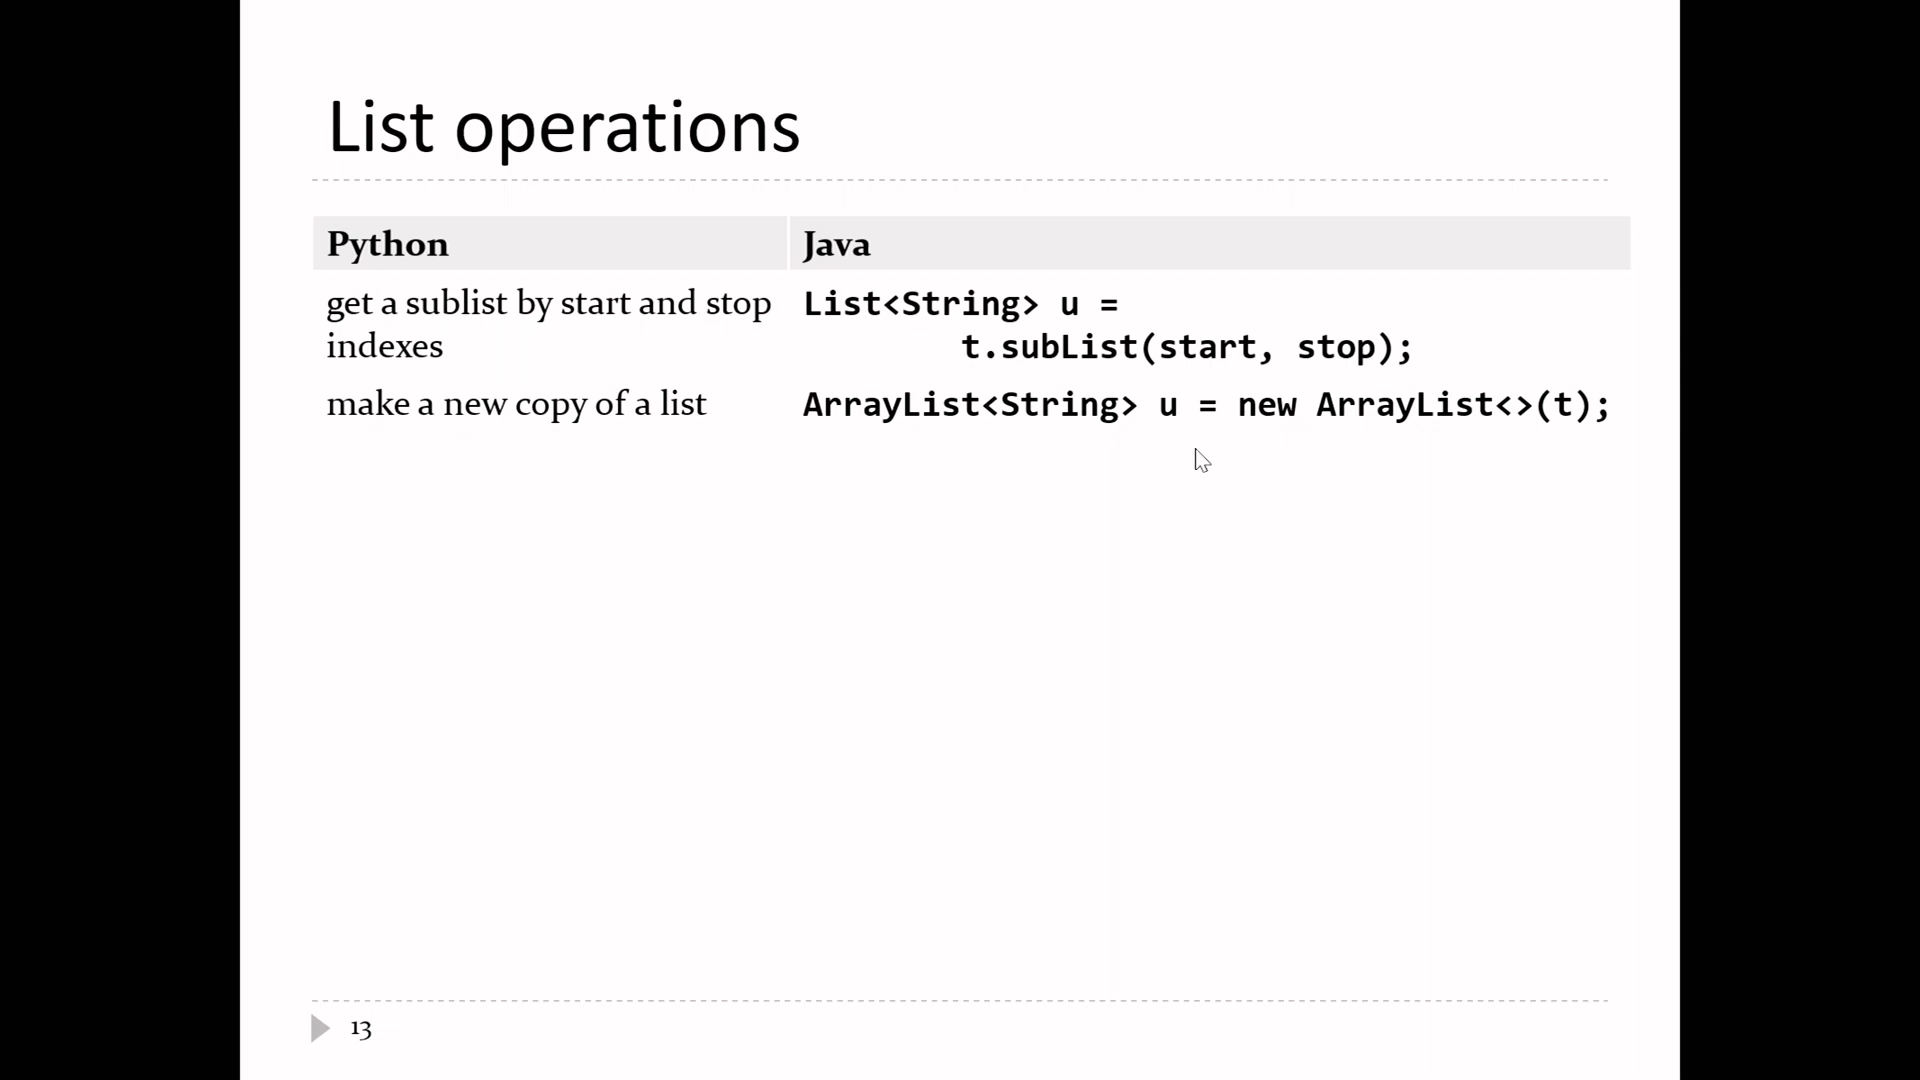 List operations
Python
Java
get a sublist by start and stop
indexes
List<String> u =
t.subList(start, stop);
make a new copy of a list
ArrayList<String> u = new ArrayList<>(t);
13